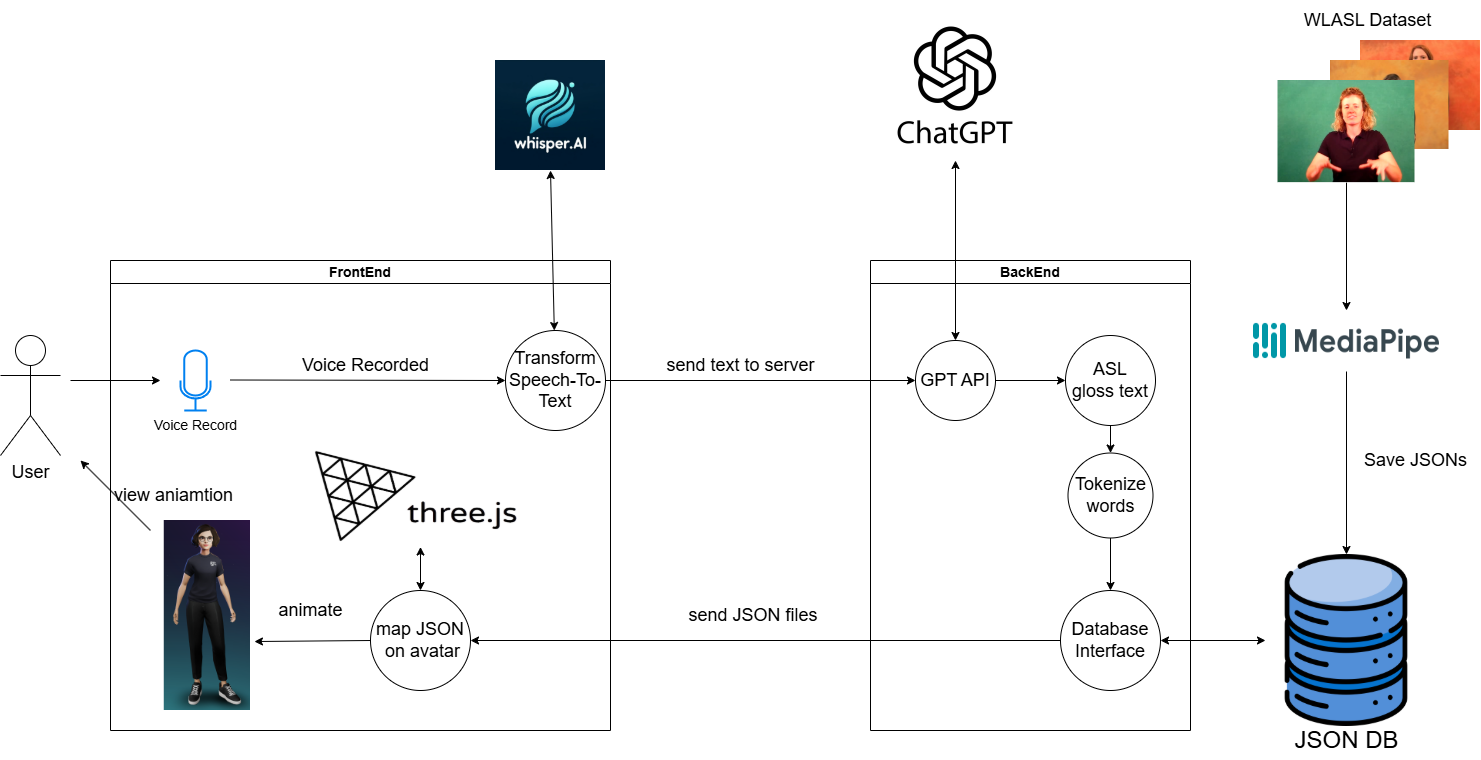 WLASL Dataset
whisper.AI
ChatGPT
FrontEnd
BackEnd
MediaPipe
Voice Recorded
Transform
Speech-To-
Text
send text to server
GPT API
ASL
gloss text
Voice Record
User
view aniamtion
three.js
Tokenize
words
Save JSONs
animate
map JSON
on avatar
send JSON files
Database
Interface
JSON DB